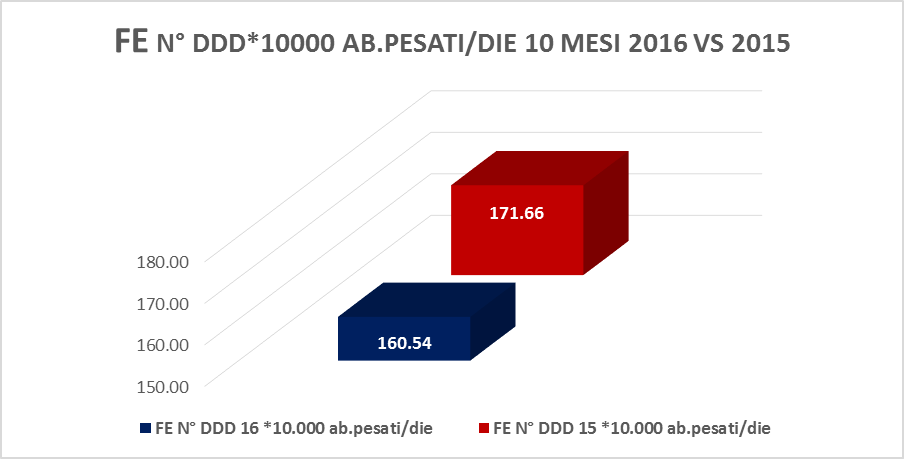 FE N° DDD*10000 AB.PESATI/DIE 10 MESI 2016 VS 2015
171.66
180.00
170.00
160.00
160.54
150.00
FE N° DDD 16 *10.000 ab.pesati/die
FE N° DDD 15 *10.000 ab.pesati/die